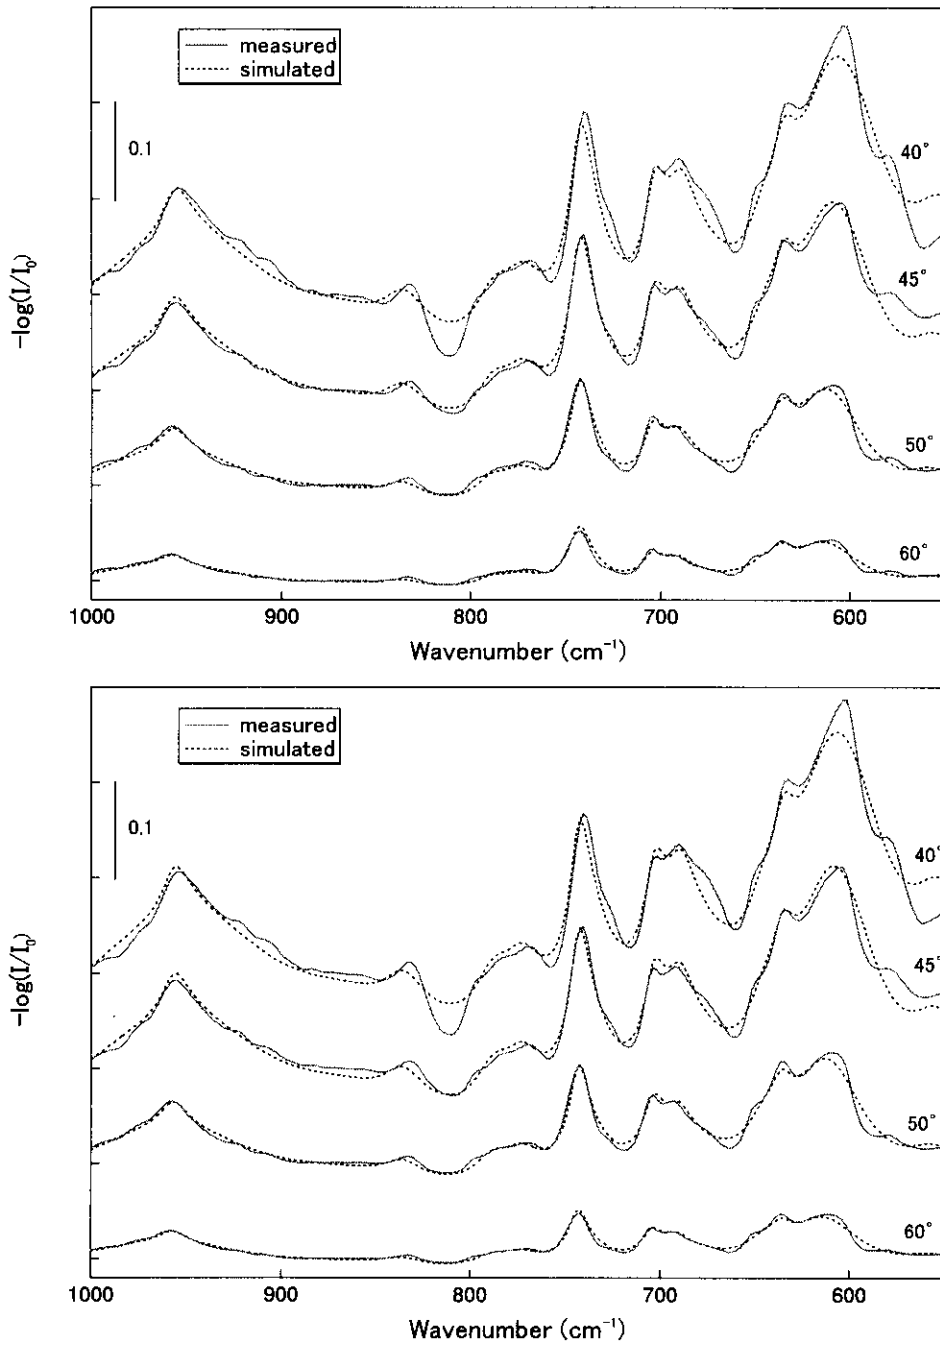 measured
simulated
0.1
40°
45°
50°
60°
-log(I/I₀)
1000 900 800 700 600
Wavenumber (cm⁻¹)
measured
simulated
0.1
40°
45°
50°
60°
-log(I/I₀)
1000 900 800 700 600
Wavenumber (cm⁻¹)